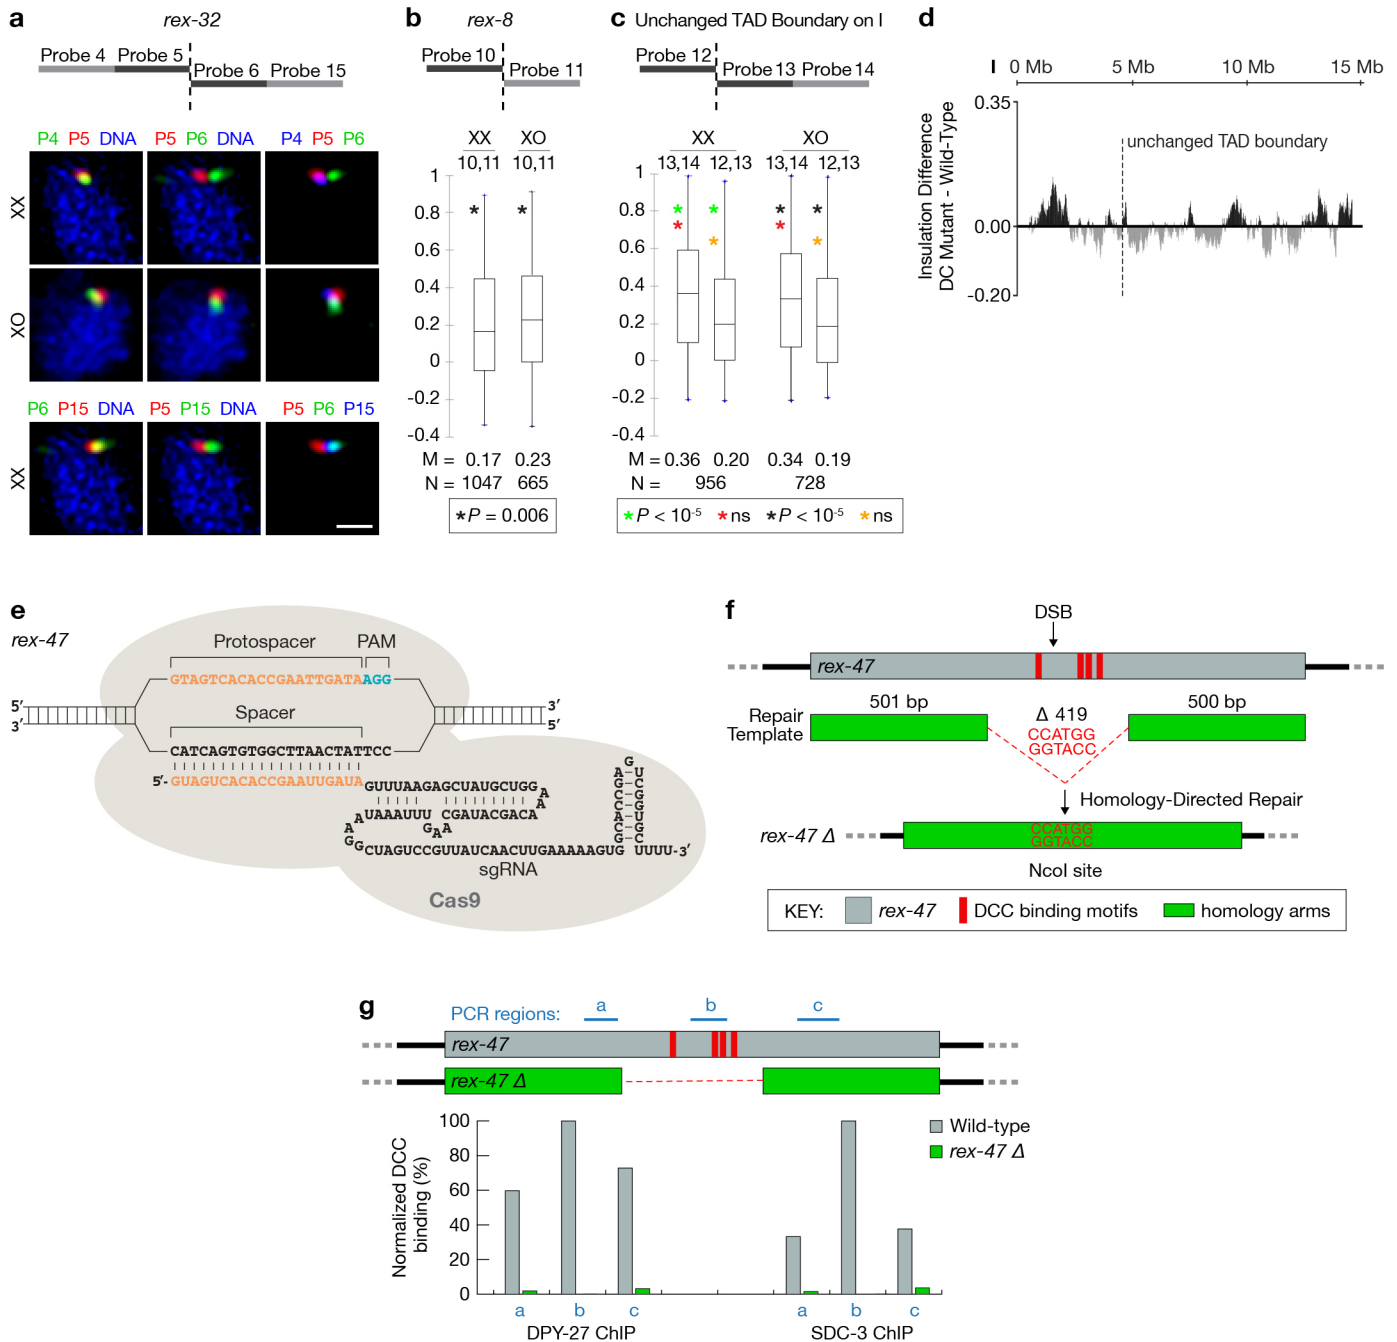 a
rex-32
Probe 4
Probe 5
Probe 6
Probe 15
P4 P5 DNA
P5 P6 DNA
P4 P5 P6
XX
XO
P6 P15 DNA
P5 P15 DNA
P5 P6 P15
XX
b
rex-8
Probe 10
Probe 11
XX XO
10,11 10,11
1
0.8
0.6
0.4
0.2
0
-0.2
-0.4
* *
M = 0.17 0.23
N = 1047 665
*P = 0.006
c
Unchanged TAD Boundary on I
Probe 12
Probe 13
Probe 14
XX XO
13,14 12,13 13,14 12,13
1
0.8
0.6
0.4
0.2
0
-0.2
-0.4
* * * *
* * * *
M = 0.36 0.20 0.34 0.19
N = 956 728
* P < 10-5 * ns * P < 10-5 * ns
d
I 0 Mb 5 Mb 10 Mb 15 Mb
0.35
0.00
-0.20
Insulation Difference
DC Mutant - Wild-Type
unchanged TAD boundary
e
rex-47
Protospacer PAM
GTAGTCACACCGAATTGATAAGG
5′ 3′
3′ 5′
Spacer
CATCAGTGTGGCTTAACTATTCC
5′-GUAGUCACACCGAAUUGAUA
GUUUAAGAGCUAUGCUGG
A
A
A
UAAAUUU CGAUACGACA
GAA
A
A
G
G
CUAGUCCGUUAUCAACUUGAAAAAGUG
GCCACGA
G
UCGGUGC
UUUU-3′
sgRNA
Cas9
f
DSB
rex-47
501 bp
500 bp
Repair
Template
Δ 419
CCATGG
GGTACC
Homology-Directed Repair
rex-47 Δ
CCATGG
GGTACC
NcoI site
KEY: rex-47 DCC binding motifs homology arms
g
PCR regions: a b c
rex-47
rex-47 Δ
Normalized DCC
binding (%)
100
80
60
40
20
0
Wild-type
rex-47 Δ
a b c a b c
DPY-27 ChIP SDC-3 ChIP